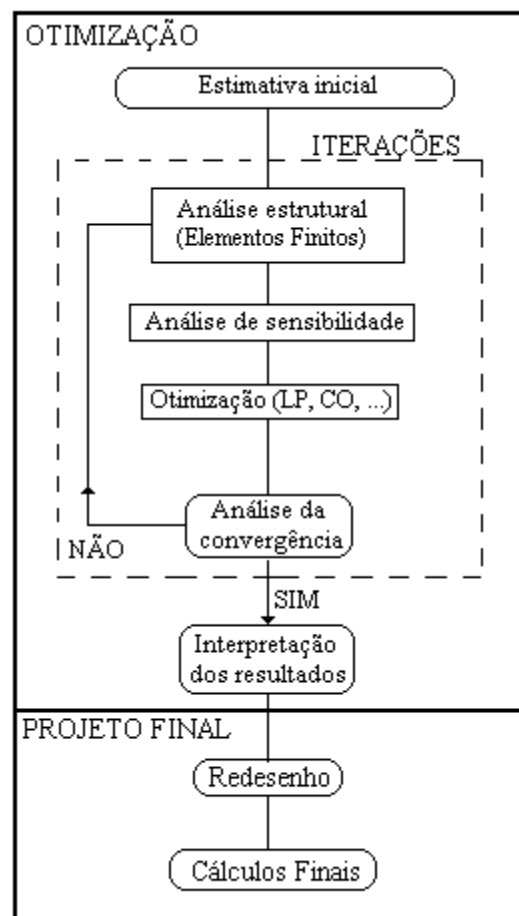 OTIMIZAÇÃO
Estimativa inicial
ITERAÇÕES
Análise estrutural
(Elementos Finitos)
Análise de sensibilidade
Otimização (LP, CO, ...)
Análise da
convergência
NÃO
SIM
Interpretação
dos resultados
PROJETO FINAL
Redesenho
Cálculos Finais